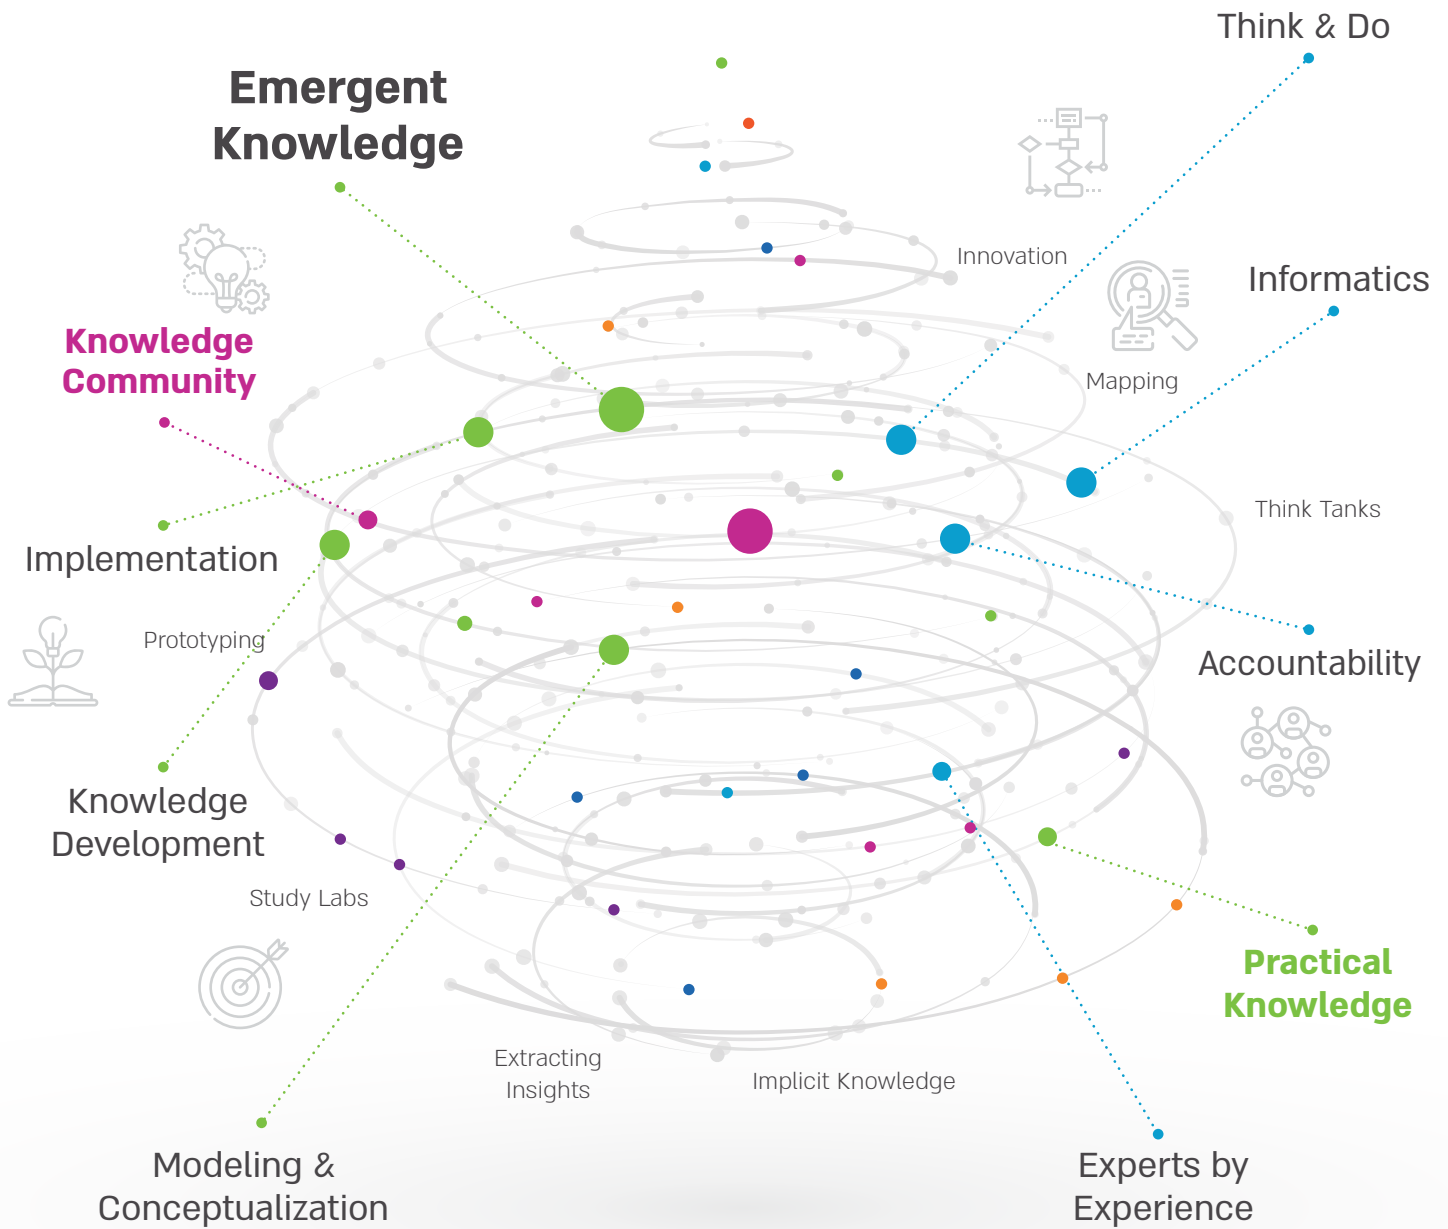 Think & Do
Emergent
Knowledge
Innovation
Informatics
Knowledge
Community
Mapping
Think Tanks
Implementation
Prototyping
Accountability
Knowledge
Development
Study Labs
Practical
Knowledge
Extracting
Insights
Implicit Knowledge
Modeling &
Conceptualization
Experts by
Experience